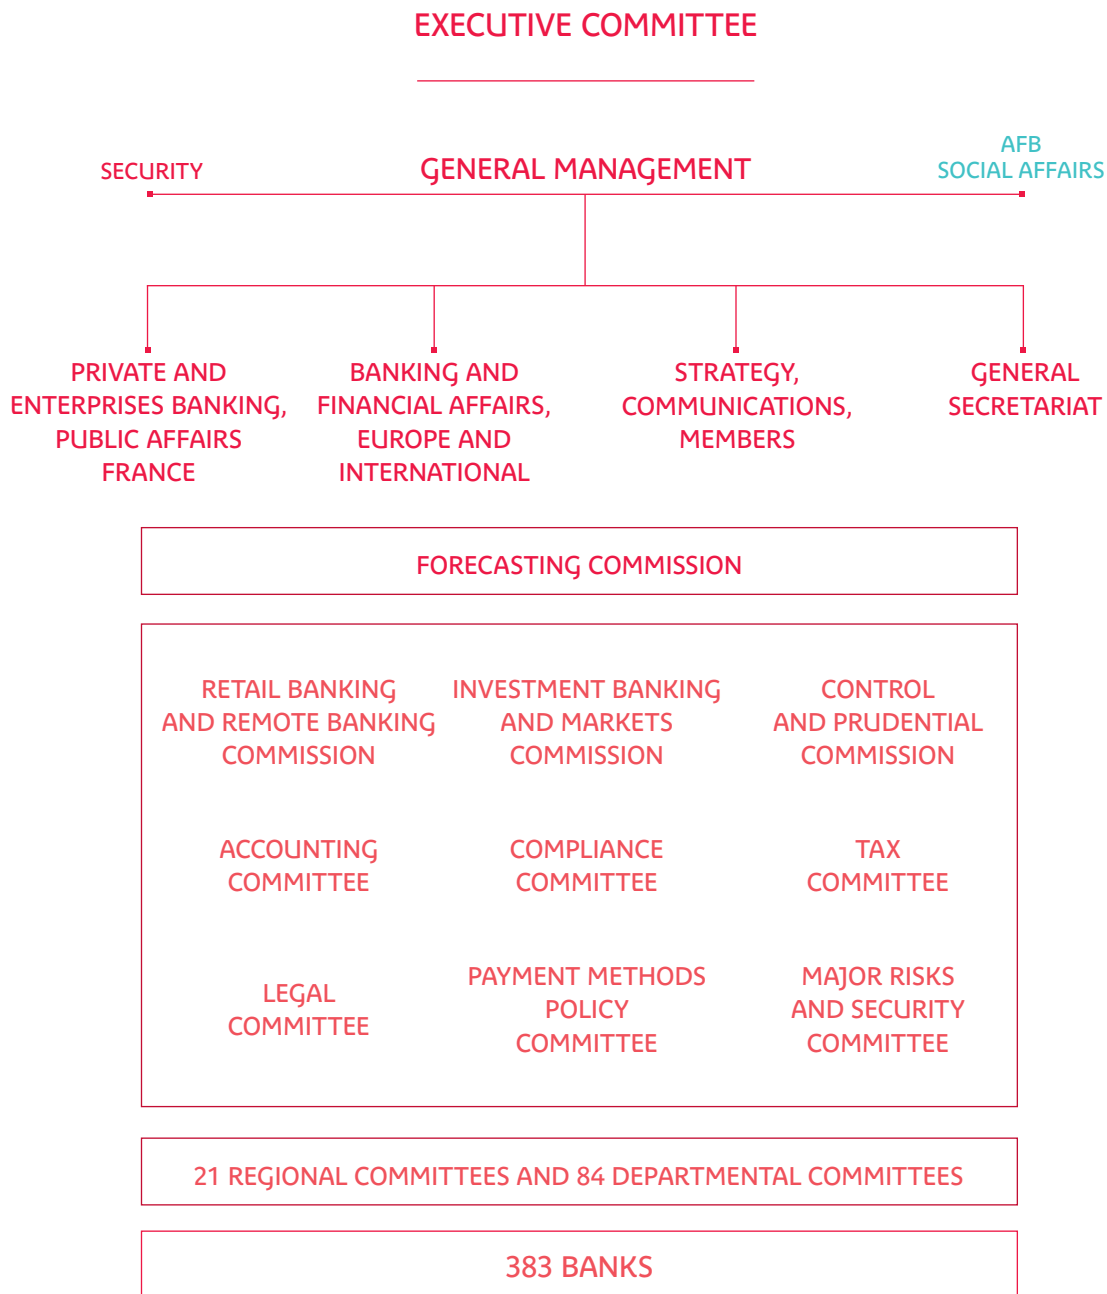 EXECUTIVE COMMITTEE
SECURITY
GENERAL MANAGEMENT
AFB
SOCIAL AFFAIRS
PRIVATE AND
ENTERPRISES BANKING,
PUBLIC AFFAIRS
FRANCE
BANKING AND
FINANCIAL AFFAIRS,
EUROPE AND
INTERNATIONAL
STRATEGY,
COMMUNICATIONS,
MEMBERS
GENERAL
SECRETARIAT
FORECASTING COMMISSION
RETAIL BANKING
AND REMOTE BANKING
COMMISSION
INVESTMENT BANKING
AND MARKETS
COMMISSION
CONTROL
AND PRUDENTIAL
COMMISSION
ACCOUNTING
COMMITTEE
COMPLIANCE
COMMITTEE
TAX
COMMITTEE
LEGAL
COMMITTEE
PAYMENT METHODS
POLICY
COMMITTEE
MAJOR RISKS
AND SECURITY
COMMITTEE
21 REGIONAL COMMITTEES AND 84 DEPARTMENTAL COMMITTEES
383 BANKS